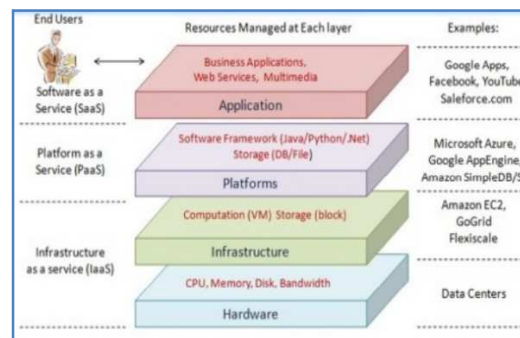 End Users
Resources Managed at Each layer
Examples:
Software as a
Service (SaaS)
Business Applications,
Web Services, Multimedia
Application
Google Apps,
Facebook, YouTube
Saleforce.com
Platform as a
Service (PaaS)
Software Framework (Java/Python/.Net)
Storage (DB/File)
Platforms
Microsoft Azure,
Google AppEngine,
Amazon SimpleDB/S
Infrastructure
as a service (IaaS)
Computation (VM) Storage (block)
Infrastructure
Amazon EC2,
GoGrid
Flexiscale
CPU, Memory, Disk, Bandwidth
Hardware
Data Centers